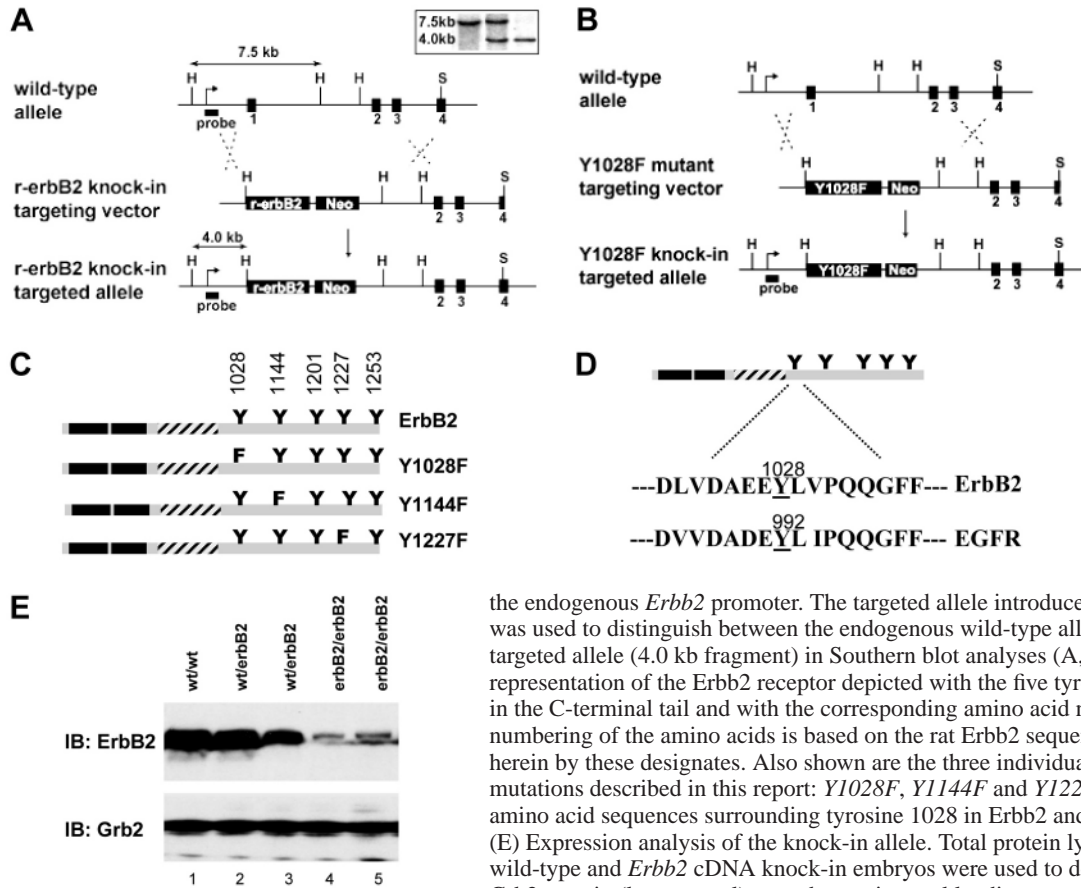 A
7.5kb
4.0kb
7.5 kb
H H H S
wild-type
allele
probe
1 2 3 4
r-erbB2 knock-in
targeting vector
H H H S
r-erbB2 Neo
2 3 4
4.0 kb
r-erbB2 knock-in
targeted allele
H H H H S
r-erbB2 Neo
probe
2 3 4
B
wild-type
allele
H H H S
1 2 3 4
Y1028F mutant
targeting vector
H H H S
Y1028F Neo
2 3 4
Y1028F knock-in
targeted allele
H H H H S
Y1028F Neo
probe
2 3 4
C
1028 1144 1201 1227 1253
Y Y Y Y Y ErbB2
F Y Y Y Y Y1028F
Y F Y Y Y Y1144F
Y Y Y F Y Y1227F
D
Y Y Y Y Y
1028
---DLVDAEEYLVPQQGFF--- ErbB2
992
---DVVDADEYL IPQQGFF--- EGFR
E
wt/wt wt/erbB2 wt/erbB2 erbB2/erbB2 erbB2/erbB2
IB: ErbB2
IB: Grb2
1 2 3 4 5
the endogenous Erbb2 promoter. The targeted allele introduce
was used to distinguish between the endogenous wild-type all
targeted allele (4.0 kb fragment) in Southern blot analyses (A,
representation of the Erbb2 receptor depicted with the five tyr
in the C-terminal tail and with the corresponding amino acid
numbering of the amino acids is based on the rat Erbb2 seque
herein by these designates. Also shown are the three individua
mutations described in this report: Y1028F, Y1144F and Y122
amino acid sequences surrounding tyrosine 1028 in Erbb2 and
(E) Expression analysis of the knock-in allele. Total protein ly
wild-type and Erbb2 cDNA knock-in embryos were used to d